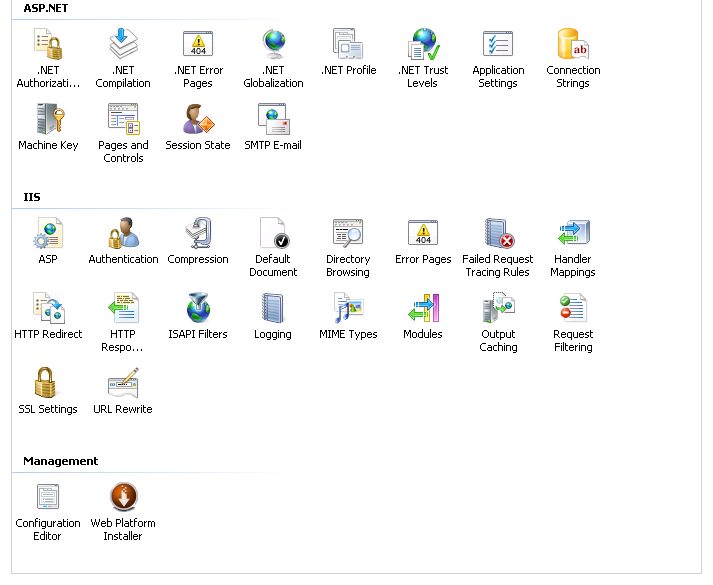 ASP.NET
.NET Authorizati...
.NET Compilation
404
.NET Error Pages
.NET Globalization
.NET Profile
.NET Trust Levels
Application Settings
ab
Connection Strings
Machine Key
Pages and Controls
Session State
SMTP E-mail
IIS
ASP
Authentication
Compression
Default Document
Directory Browsing
404
Error Pages
Failed Request Tracing Rules
Handler Mappings
HTTP Redirect
HTTP Respo...
ISAPI Filters
Logging
MIME Types
Modules
Output Caching
Request Filtering
SSL Settings
URL Rewrite
Management
Configuration Editor
Web Platform Installer